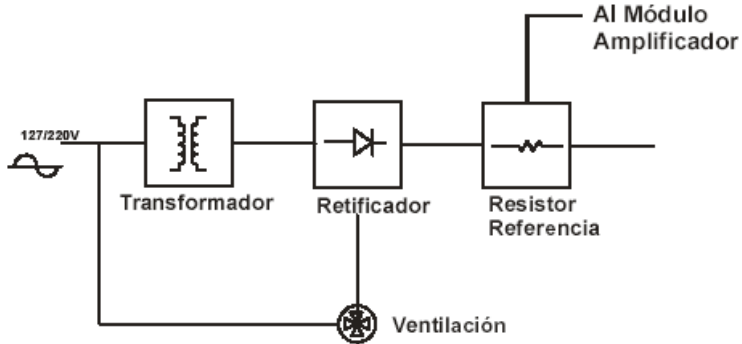 Al Módulo
Amplificador
127/220V
Transformador
Retificador
Resistor
Referencia
Ventilación